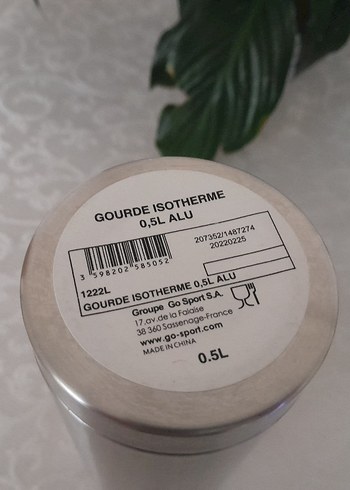 GOURDE ISOTHERME
0,5L ALU
207352/1487274
20220225
3 598202 585052
1222L
GOURDE ISOTHERME 0,5L ALU
Groupe Go Sport S.A.
17,av.de la Falaise
38 360 Sassenage-France
www.go-sport.com
MADE IN CHINA
0.5L